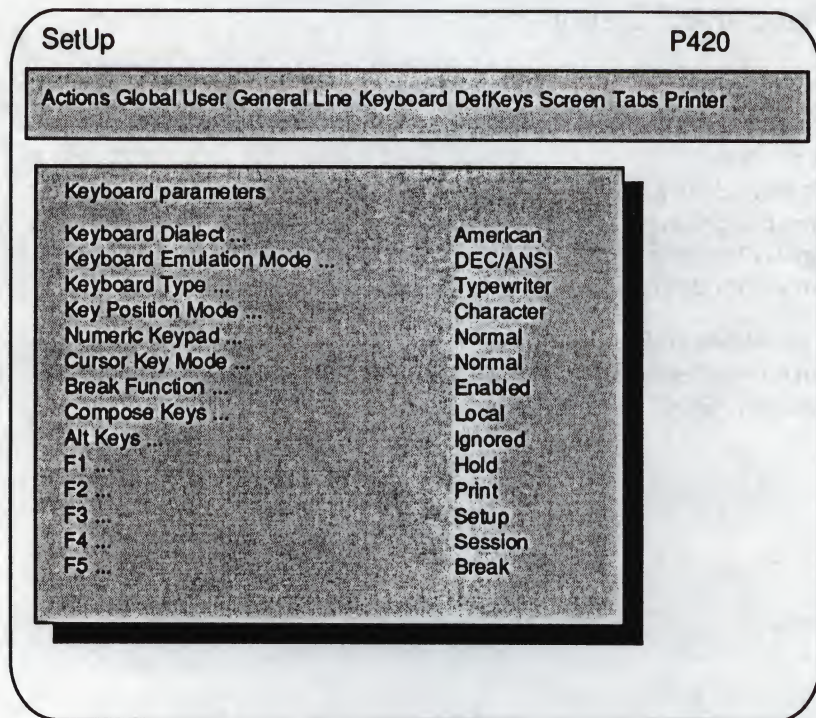 SetUp P420
Actions Global User General Line Keyboard DefKeys Screen Tabs Printer
Keyboard parameters
Keyboard Dialect ... American
Keyboard Emulation Mode ... DEC/ANSI
Keyboard Type ... Typewriter
Key Position Mode ... Character
Numeric Keypad ... Normal
Cursor Key Mode ... Normal
Break Function ... Enabled
Compose Keys ... Local
Alt Keys ... Ignored
F1 ... Hold
F2 ... Print
F3 ... Setup
F4 ... Session
F5 ... Break